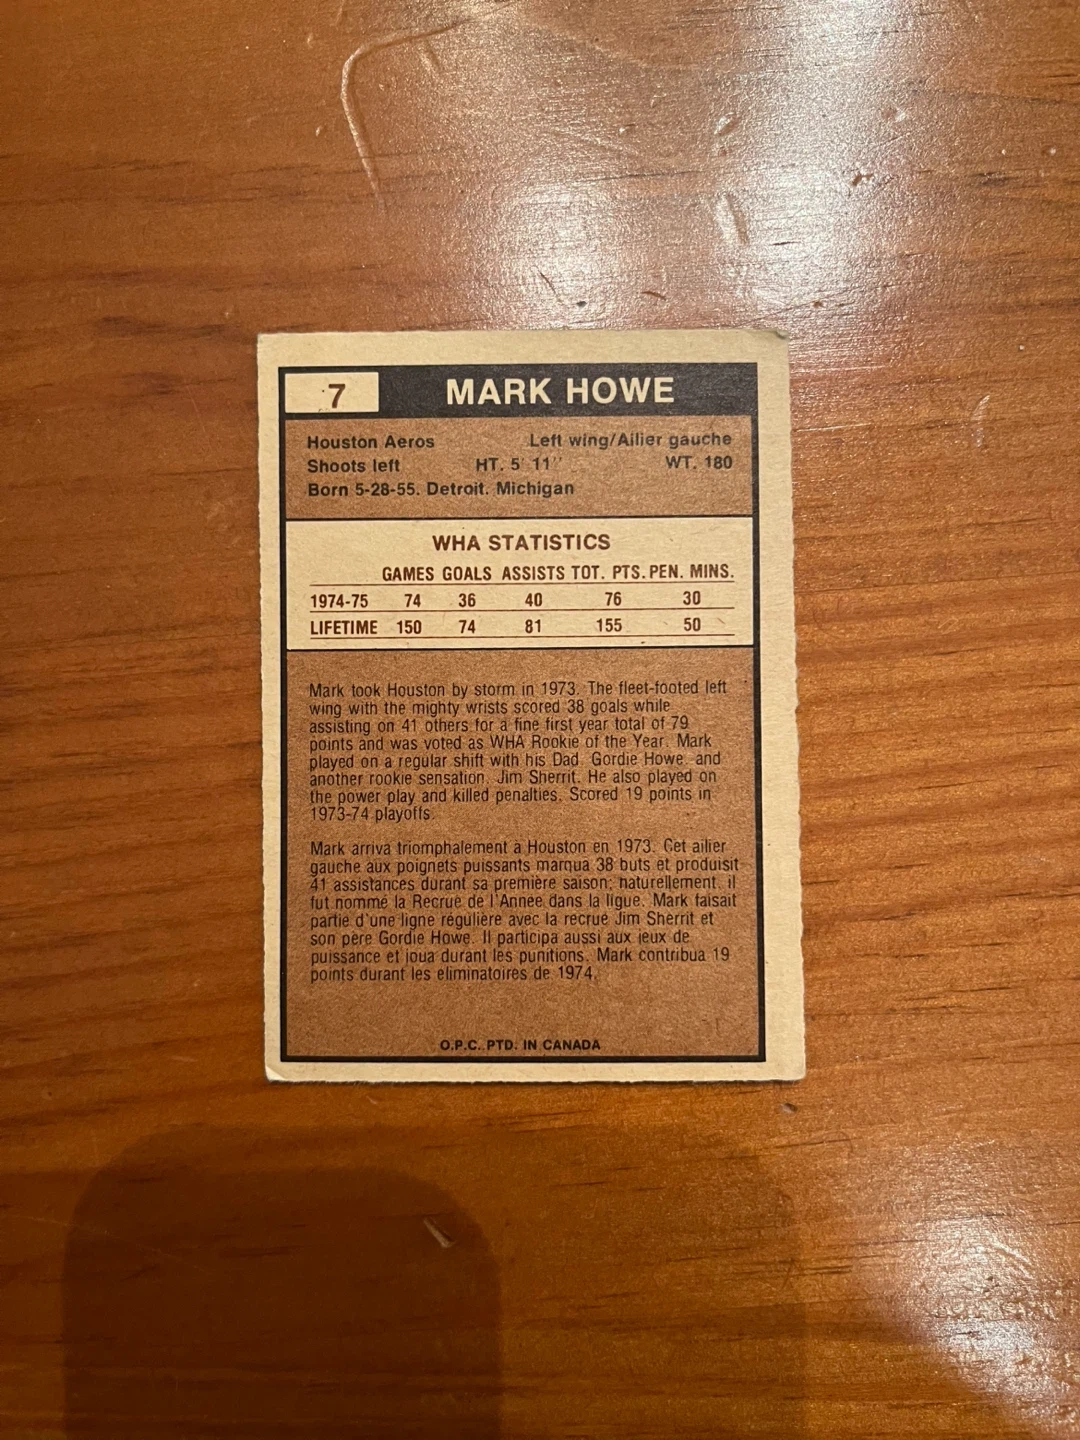 7 MARK HOWE
Houston Aeros Left wing/Ailier gauche
Shoots left HT. 5' 11'' WT. 180
Born 5-28-55. Detroit. Michigan
WHA STATISTICS
GAMES GOALS ASSISTS TOT. PTS. PEN. MINS.
1974-75 74 36 40 76 30
LIFETIME 150 74 81 155 50
Mark took Houston by storm in 1973. The fleet-footed left
wing with the mighty wrists scored 38 goals while
assisting on 41 others for a fine first year total of 79
points and was voted as WHA Rookie of the Year. Mark
played on a regular shift with his Dad, Gordie Howe, and
another rookie sensation, Jim Sherrit. He also played on
the power play and killed penalties. Scored 19 points in
1973-74 playoffs.
Mark arriva triomphalement à Houston en 1973. Cet ailier
gauche aux poignets puissants marqua 38 buts et produisit
41 assistances durant sa première saison; naturellement, il
fut nommé la Recrue de l'Année dans la ligue. Mark faisait
partie d'une ligne régulière avec la recrue Jim Sherrit et
son père Gordie Howe. Il participa aussi aux jeux de
puissance et joua durant les punitions. Mark contribua 19
points durant les éliminatoires de 1974.
O.P.C. PTD. IN CANADA